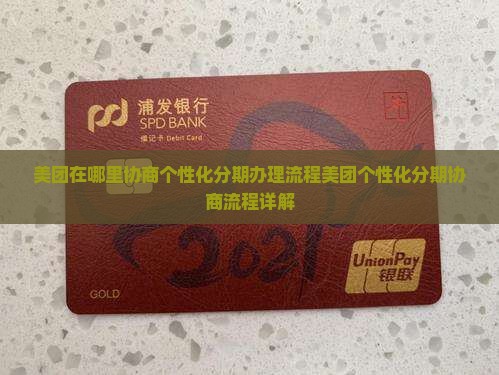 浦发银行
SPD BANK
借记卡 Debit Card
牛
美团在哪里协商个性化分期办理流程美团个性化分期协
商流程详解
2021
GOLD
UnionPay
银联